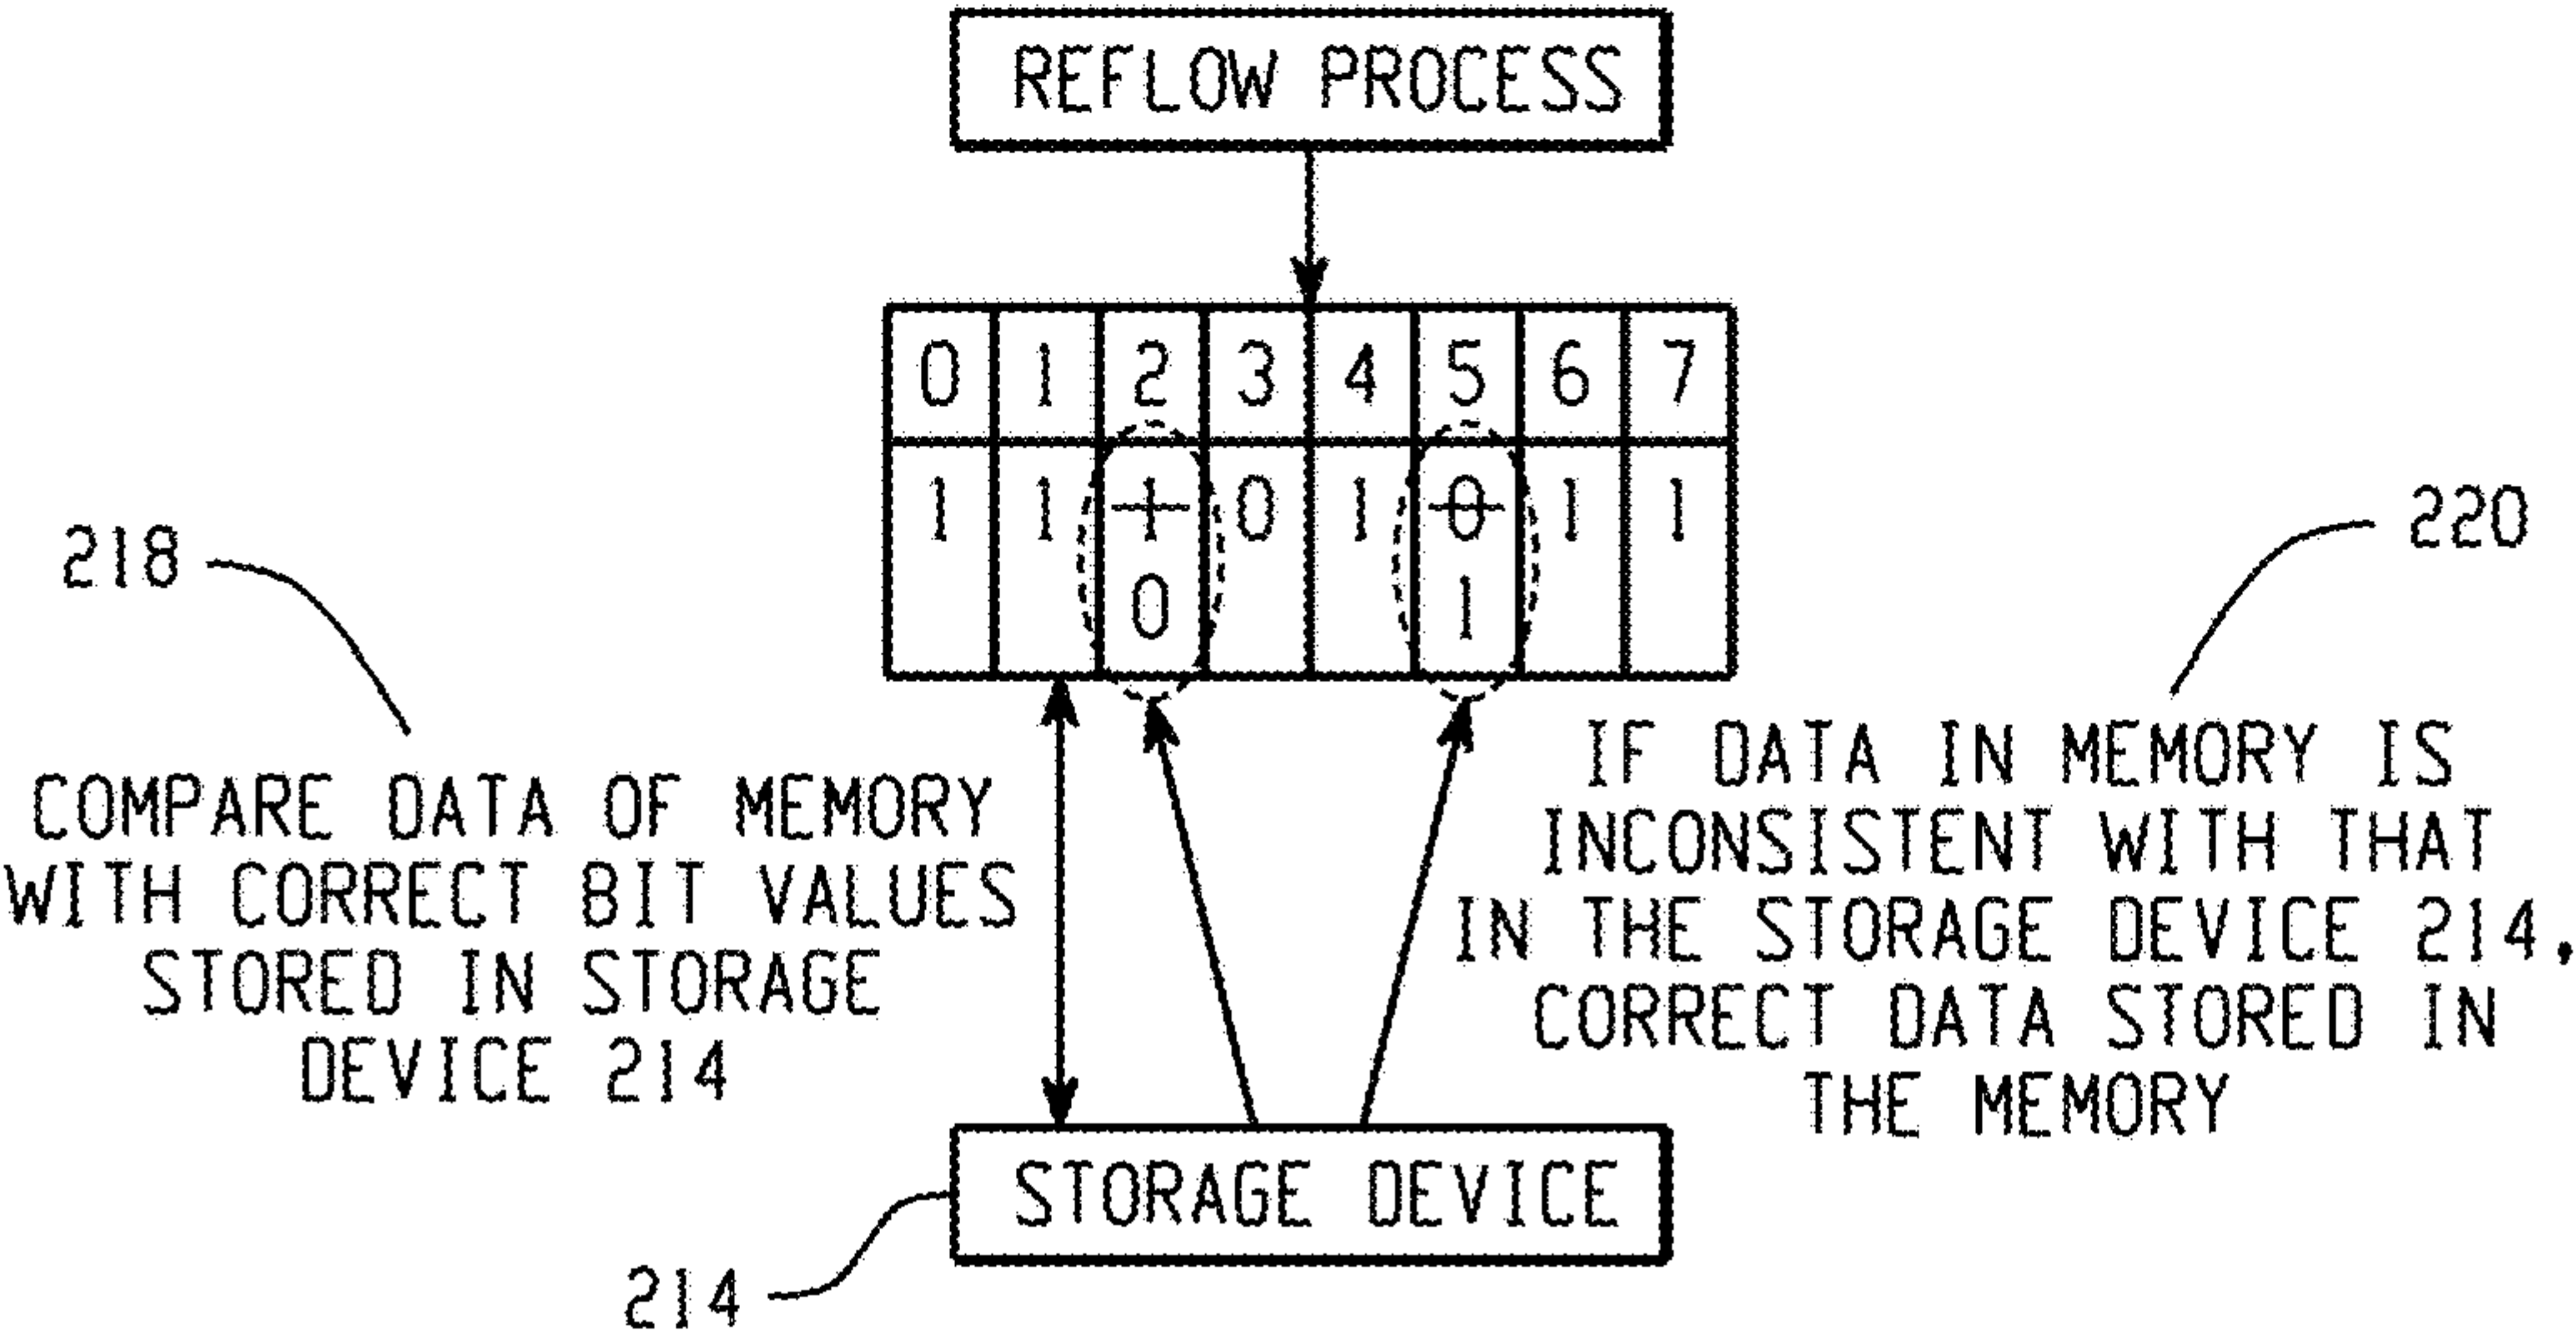 REFLOW PROCESS
0 1 2 3 4 5 6 7
1 1 1 0 1 0 1 1
0 1
218
220
COMPARE DATA OF MEMORY
WITH CORRECT BIT VALUES
STORED IN STORAGE
DEVICE 214
IF DATA IN MEMORY IS
INCONSISTENT WITH THAT
IN THE STORAGE DEVICE 214,
CORRECT DATA STORED IN
THE MEMORY
STORAGE DEVICE
214